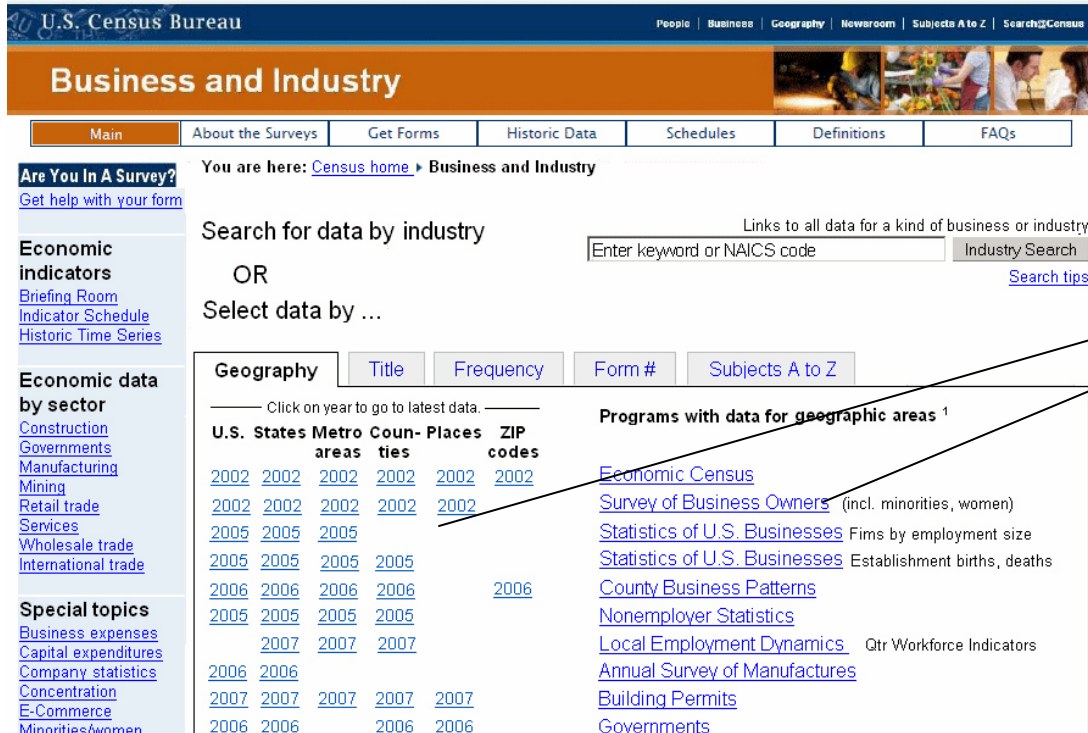 U.S. Census Bureau
People | Business | Geography | Newsroom | Subjects A to Z | Search@Census
Business and Industry
Main About the Surveys Get Forms Historic Data Schedules Definitions FAQs
You are here: Census home Business and Industry
Are You In A Survey?
Get help with your form
Economic
indicators
Briefing Room
Indicator Schedule
Historic Time Series
Economic data
by sector
Construction
Governments
Manufacturing
Mining
Retail trade
Services
Wholesale trade
International trade
Special topics
Business expenses
Capital expenditures
Company statistics
Concentration
E-Commerce
Minorities/women
Search for data by industry
OR
Select data by ...
Links to all data for a kind of business or industry
Enter keyword or NAICS code Industry Search
Search tips
Geography Title Frequency Form # Subjects A to Z
Click on year to go to latest data.
Programs with data for geographic areas 1
U.S. States Metro Coun- Places ZIP
areas ties codes
2002 2002 2002 2002 2002 2002 Economic Census
2002 2002 2002 2002 2002 Survey of Business Owners (incl. minorities, women)
2005 2005 2005 Statistics of U.S. Businesses Fims by employment size
2005 2005 2005 2005 Statistics of U.S. Businesses Establishment births, deaths
2006 2006 2006 2006 2006 County Business Patterns
2005 2005 2005 2005 Nonemployer Statistics
2007 2007 2007 Local Employment Dynamics Qtr Workforce Indicators
2006 2006 Annual Survey of Manufactures
2007 2007 2007 2007 2007 Building Permits
2006 2006 2006 2006 Governments